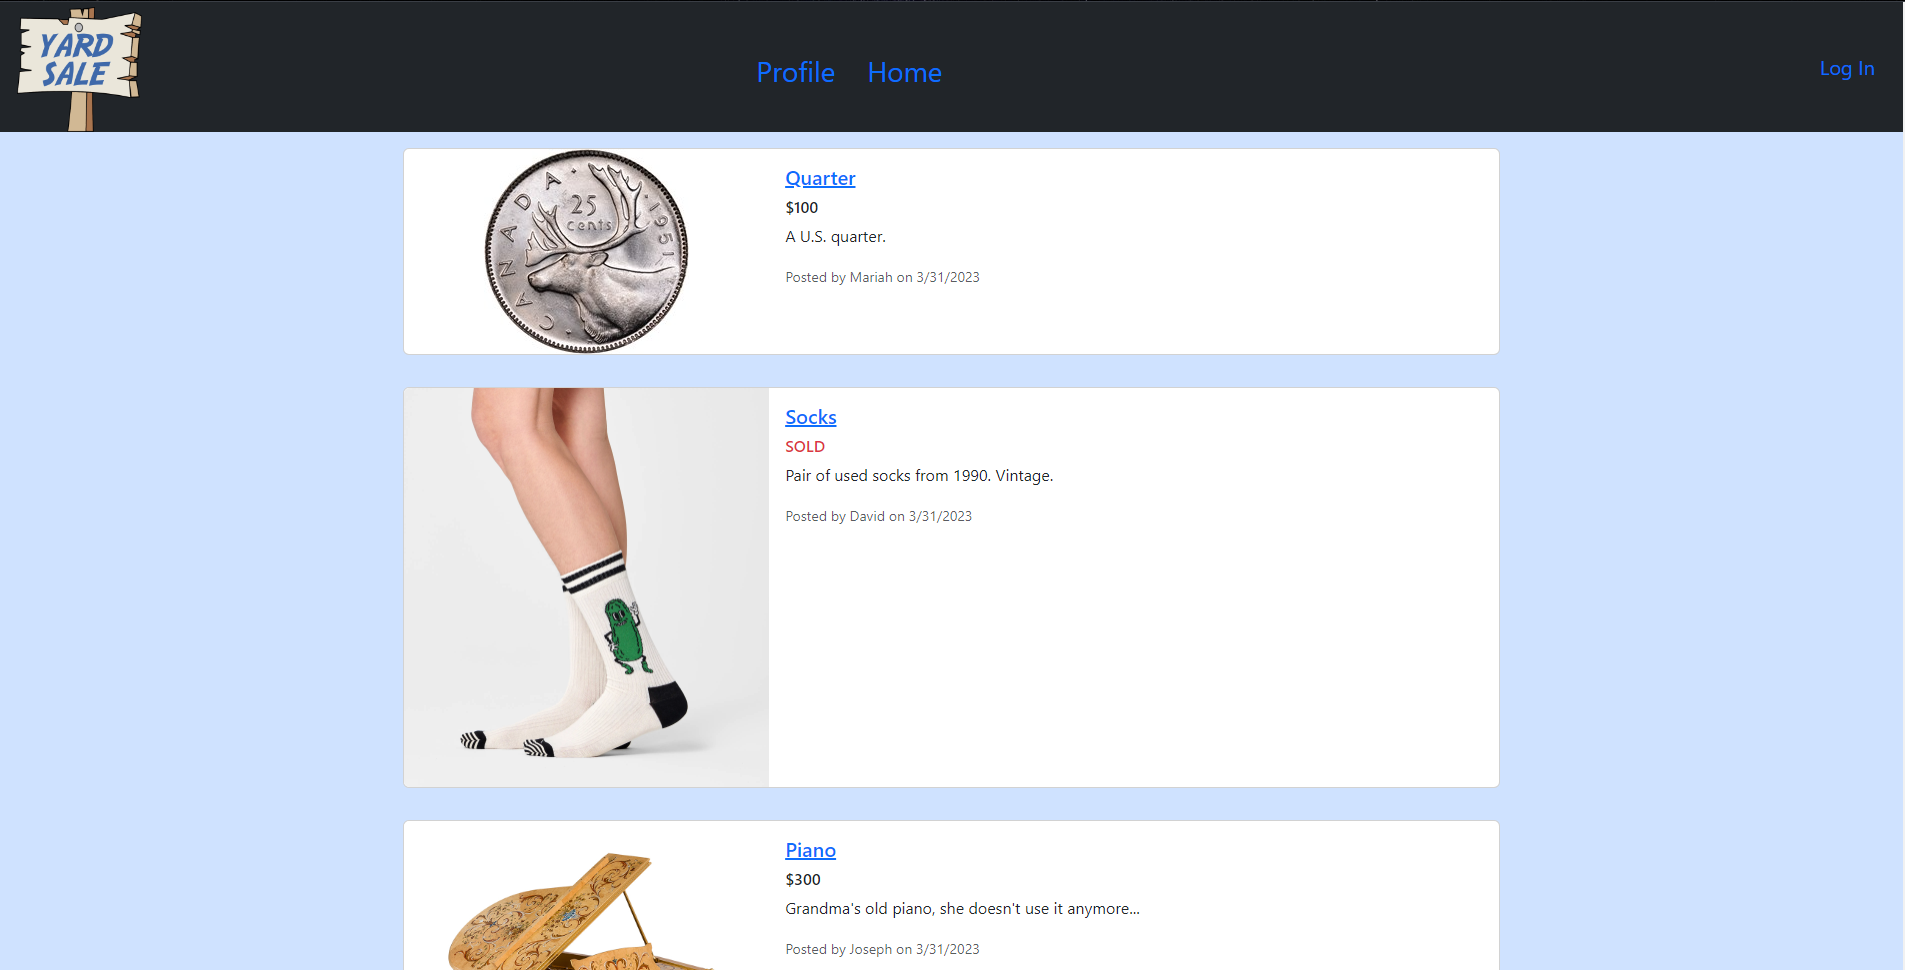 YARD
SALE
Profile Home
Log In
25
cents
CANADA · 1951 ·
Quarter
$100
A U.S. quarter.
Posted by Mariah on 3/31/2023
Socks
SOLD
Pair of used socks from 1990. Vintage.
Posted by David on 3/31/2023
Piano
$300
Grandma's old piano, she doesn't use it anymore...
Posted by Joseph on 3/31/2023